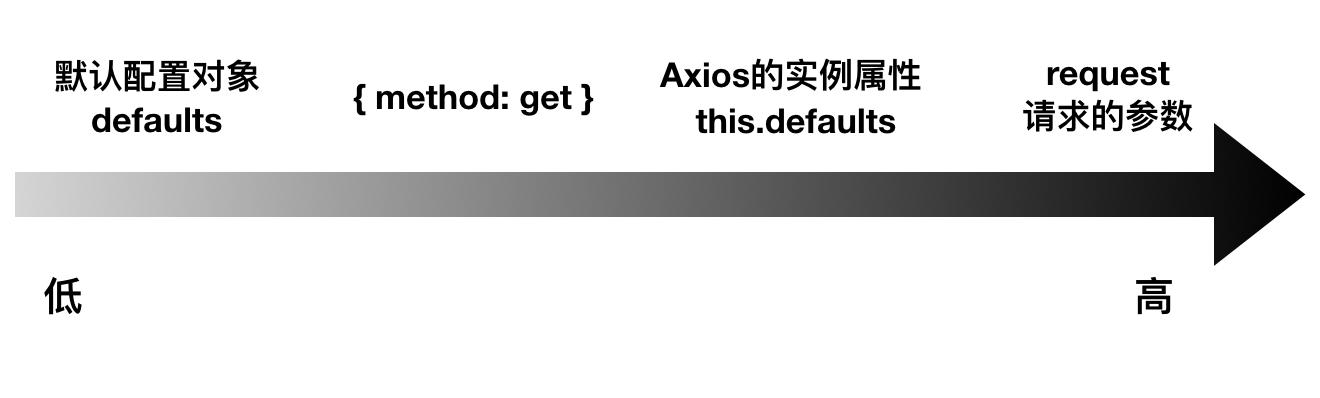 默认配置对象
defaults
{ method: get }
Axios的实例属性
this.defaults
request
请求的参数
低
高